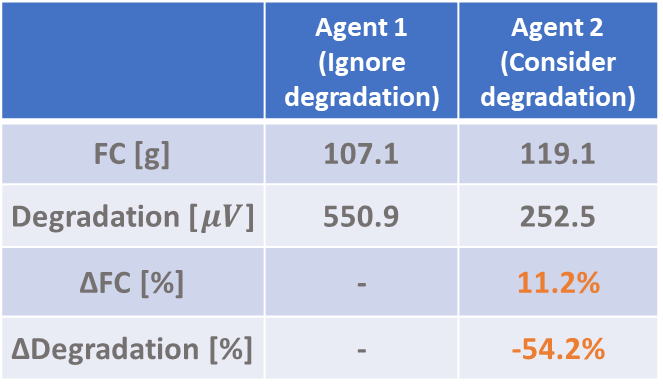 Agent 1
(Ignore
degradation)
Agent 2
(Consider
degradation)
FC [g]
107.1
119.1
Degradation [𝝁𝑽]
550.9
252.5
ΔFC [%]
-
11.2%
ΔDegradation [%]
-
-54.2%